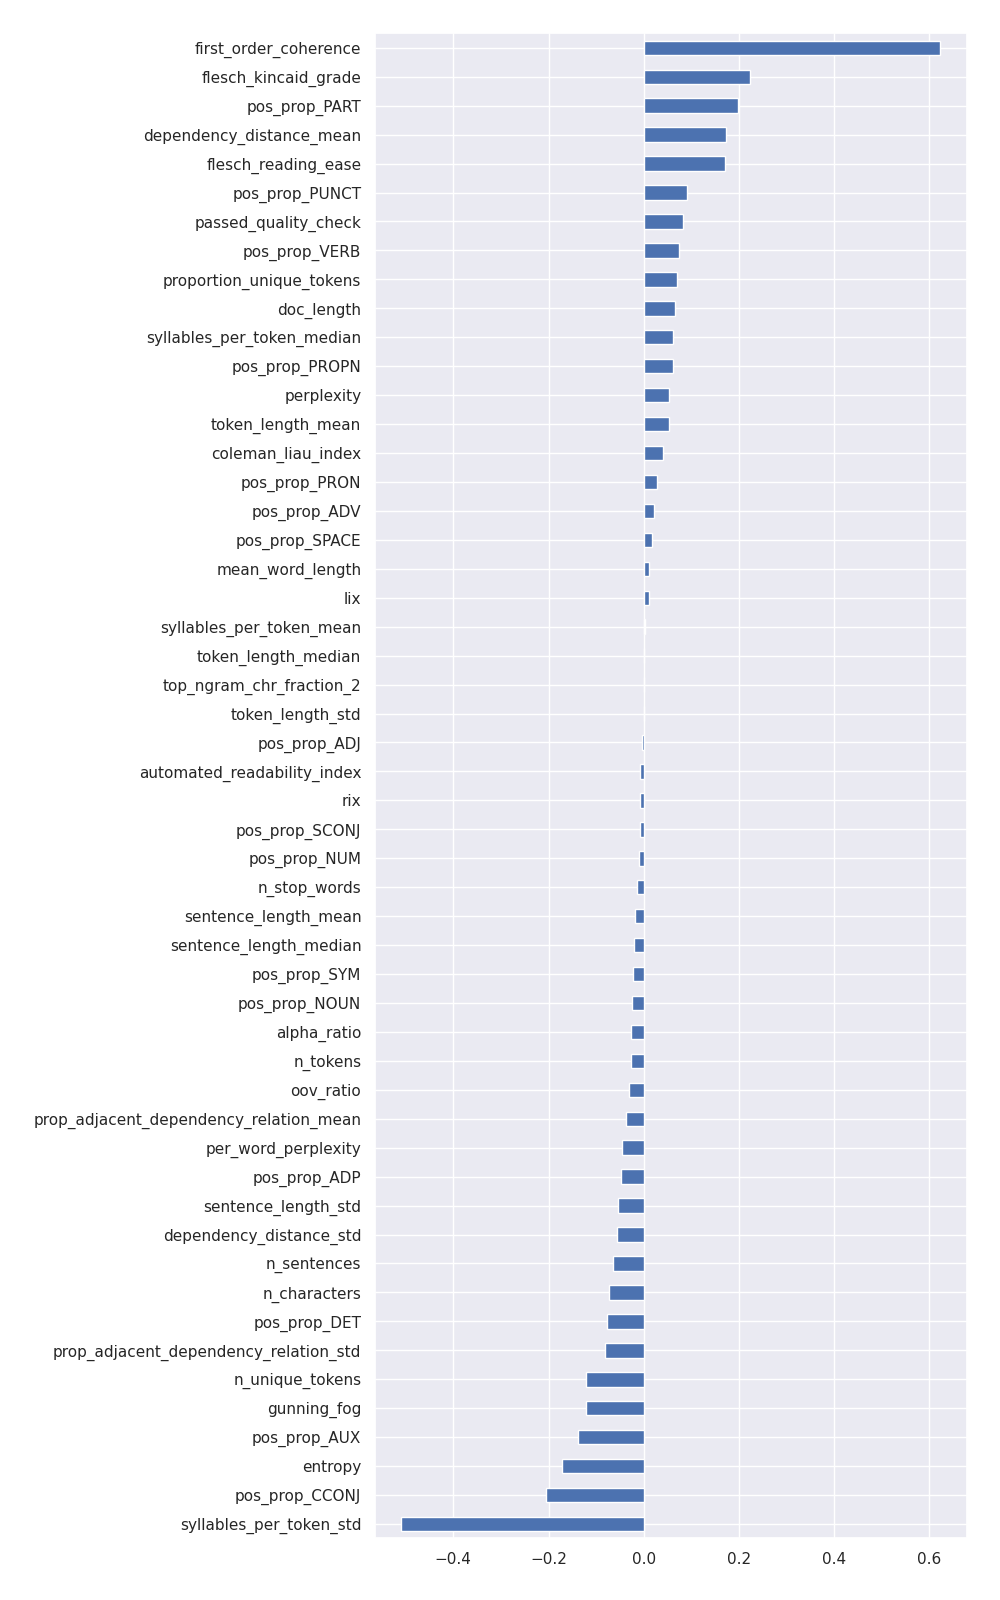 first_order_coherence
flesch_kincaid_grade
pos_prop_PART
dependency_distance_mean
flesch_reading_ease
pos_prop_PUNCT
passed_quality_check
pos_prop_VERB
proportion_unique_tokens
doc_length
syllables_per_token_median
pos_prop_PROPN
perplexity
token_length_mean
coleman_liau_index
pos_prop_PRON
pos_prop_ADV
pos_prop_SPACE
mean_word_length
lix
syllables_per_token_mean
token_length_median
top_ngram_chr_fraction_2
token_length_std
pos_prop_ADJ
automated_readability_index
rix
pos_prop_SCONJ
pos_prop_NUM
n_stop_words
sentence_length_mean
sentence_length_median
pos_prop_SYM
pos_prop_NOUN
alpha_ratio
n_tokens
oov_ratio
prop_adjacent_dependency_relation_mean
per_word_perplexity
pos_prop_ADP
sentence_length_std
dependency_distance_std
n_sentences
n_characters
pos_prop_DET
prop_adjacent_dependency_relation_std
n_unique_tokens
gunning_fog
pos_prop_AUX
entropy
pos_prop_CCONJ
syllables_per_token_std
−0.4 −0.2 0.0 0.2 0.4 0.6